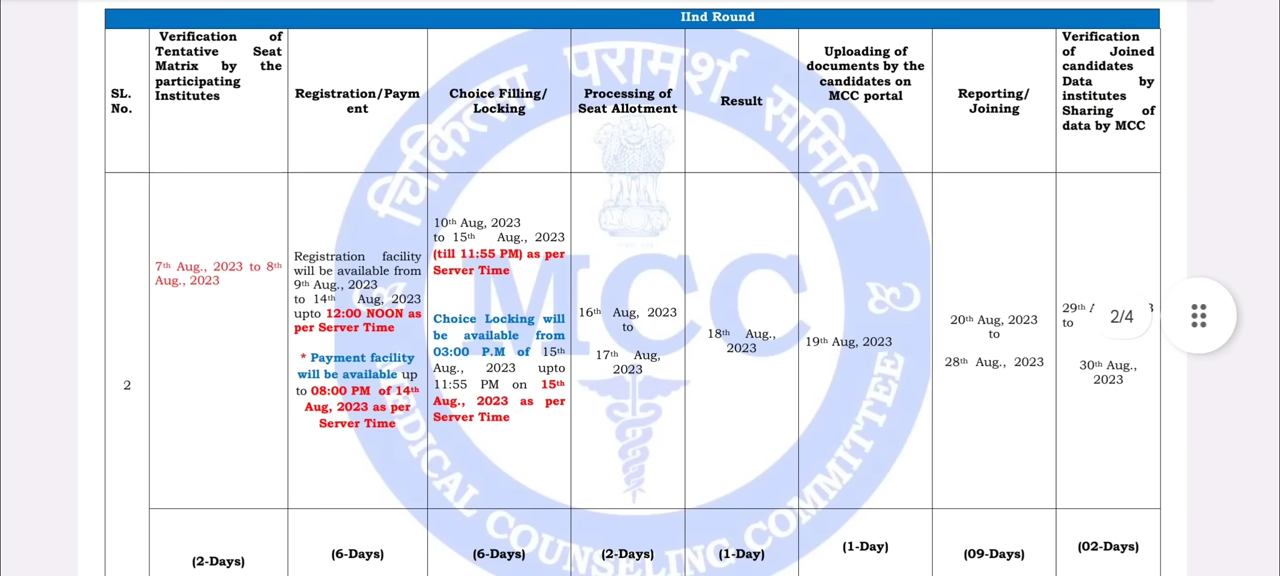 IInd Round
SL.
No.
Verification of
Tentative Seat
Matrix by the
participating
Institutes
Registration/Paym
ent
Choice Filling/
Locking
Processing of
Seat Allotment
Result
Uploading of
documents by the
candidates on
MCC portal
Reporting/
Joining
Verification
of Joined
candidates
Data by
institutes
Sharing of
data by MCC
2
7th Aug., 2023 to 8th
Aug., 2023
Registration facility
will be available from
9th Aug., 2023
to 14th Aug, 2023
upto 12:00 NOON as
per Server Time
* Payment facility
will be available up
to 08:00 PM of 14th
Aug, 2023 as per
Server Time
10th Aug, 2023
to 15th Aug., 2023
(till 11:55 PM) as per
Server Time
Choice Locking will
be available from
03:00 P.M of 15th
Aug., 2023 upto
11:55 PM on 15th
Aug., 2023 as per
Server Time
16th Aug, 2023
to
17th Aug,
2023
18th Aug.,
2023
19th Aug, 2023
20th Aug, 2023
to
28th Aug., 2023
29th
to
30th Aug.,
2023
2/4
(2-Days)
(6-Days)
(6-Days)
(2-Days)
(1-Day)
(1-Day)
(09-Days)
(02-Days)
चिकित्सा परामर्श समिति
MCC
MEDICAL COUNSELING COMMITTEE